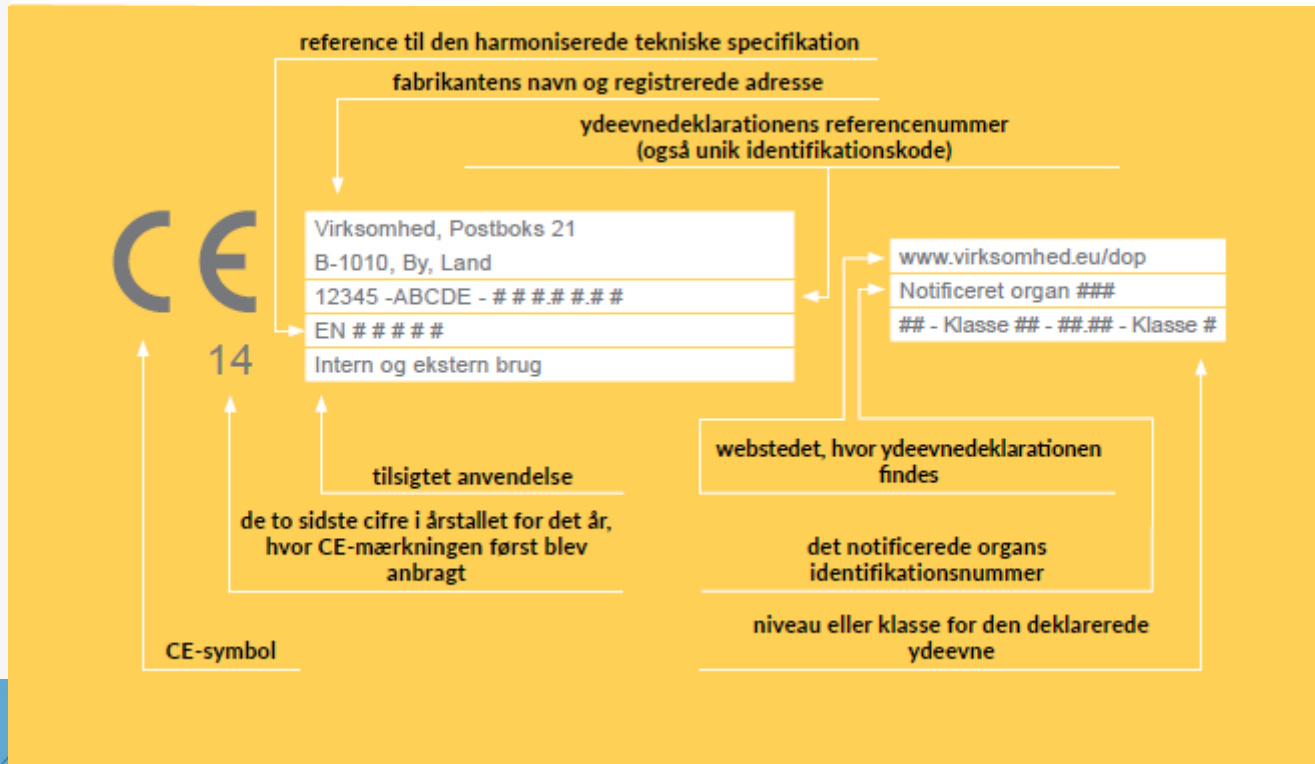 reference til den harmoniserede tekniske specifikation
fabrikantens navn og registrerede adresse
ydeevnedeklarationens referencenummer
(også unik identifikationskode)
CE
14
Virksomhed, Postboks 21
B-1010, By, Land
12345 -ABCDE - # # #.# #.# #
EN # # # # #
Intern og ekstern brug
www.virksomhed.eu/dop
Notificeret organ ###
## - Klasse ## - ##.## - Klasse #
tilsigtet anvendelse
de to sidste cifre i årstallet for det år,
hvor CE-mærkningen først blev
anbragt
CE-symbol
webstedet, hvor ydeevnedeklarationen
findes
det notificerede organs
identifikationsnummer
niveau eller klasse for den deklarerede
ydeevne